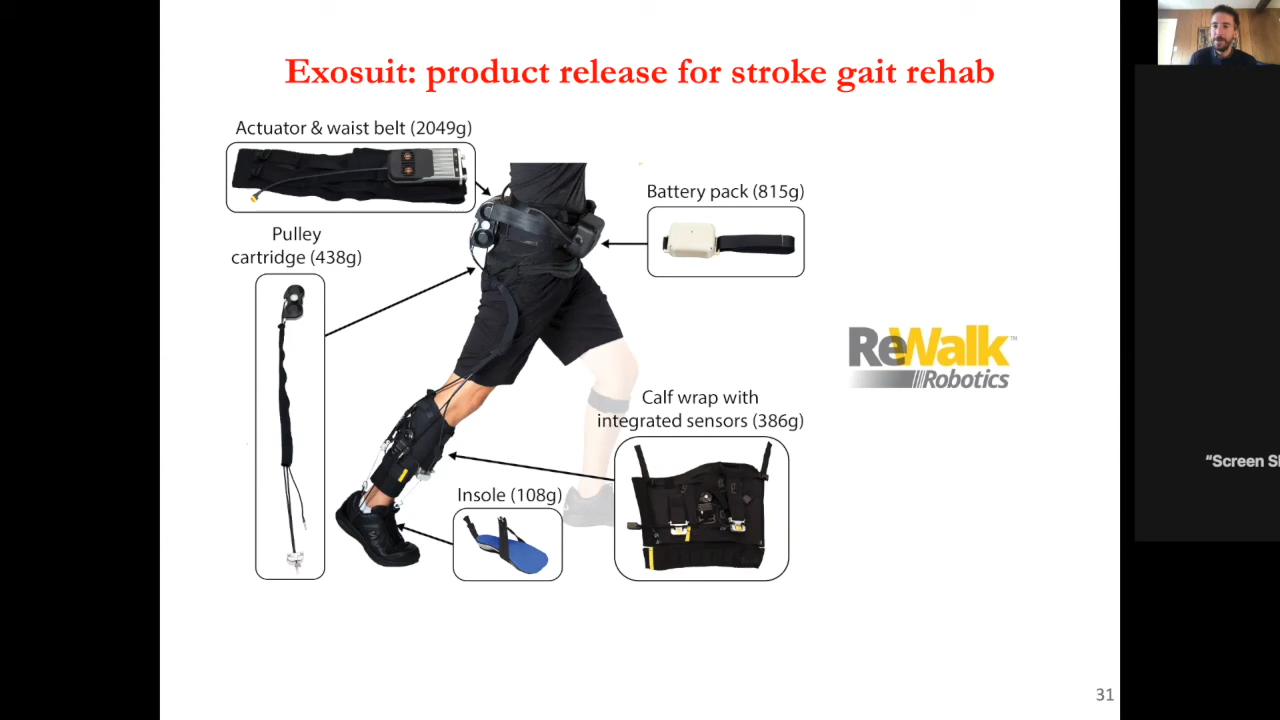 Exosuit: product release for stroke gait rehab
Actuator & waist belt (2049g)
Battery pack (815g)
Pulley
cartridge (438g)
ReWalk™
Robotics
Calf wrap with
integrated sensors (386g)
Insole (108g)
"Screen S
31